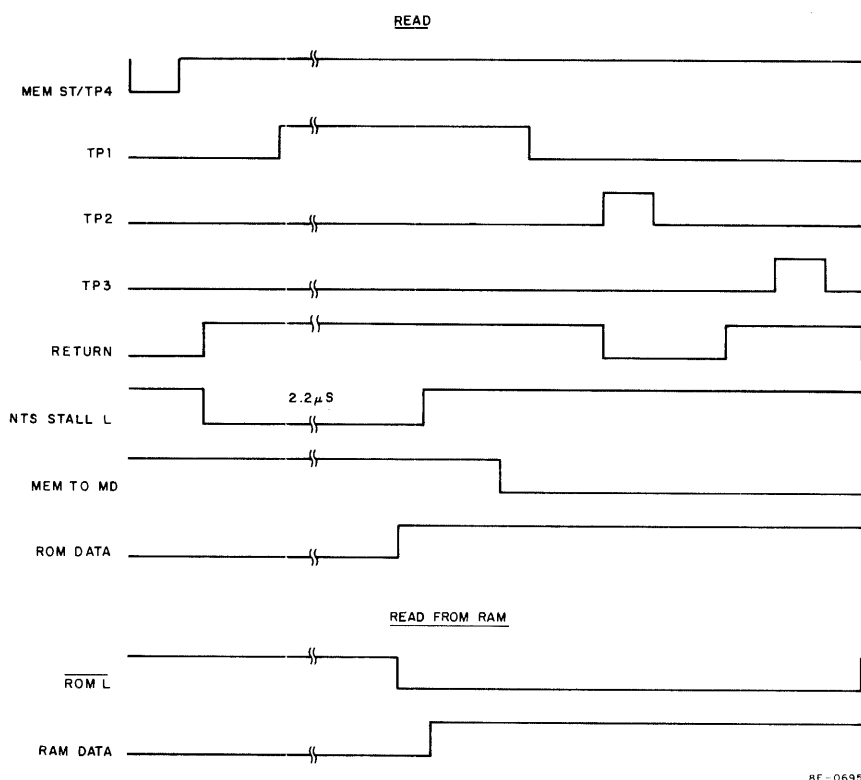 READ
MEM ST/TP4
TP1
TP2
TP3
RETURN
2.2μS
NTS STALL L
MEM TO MD
ROM DATA
READ FROM RAM
ROM L
RAM DATA
8E-0695